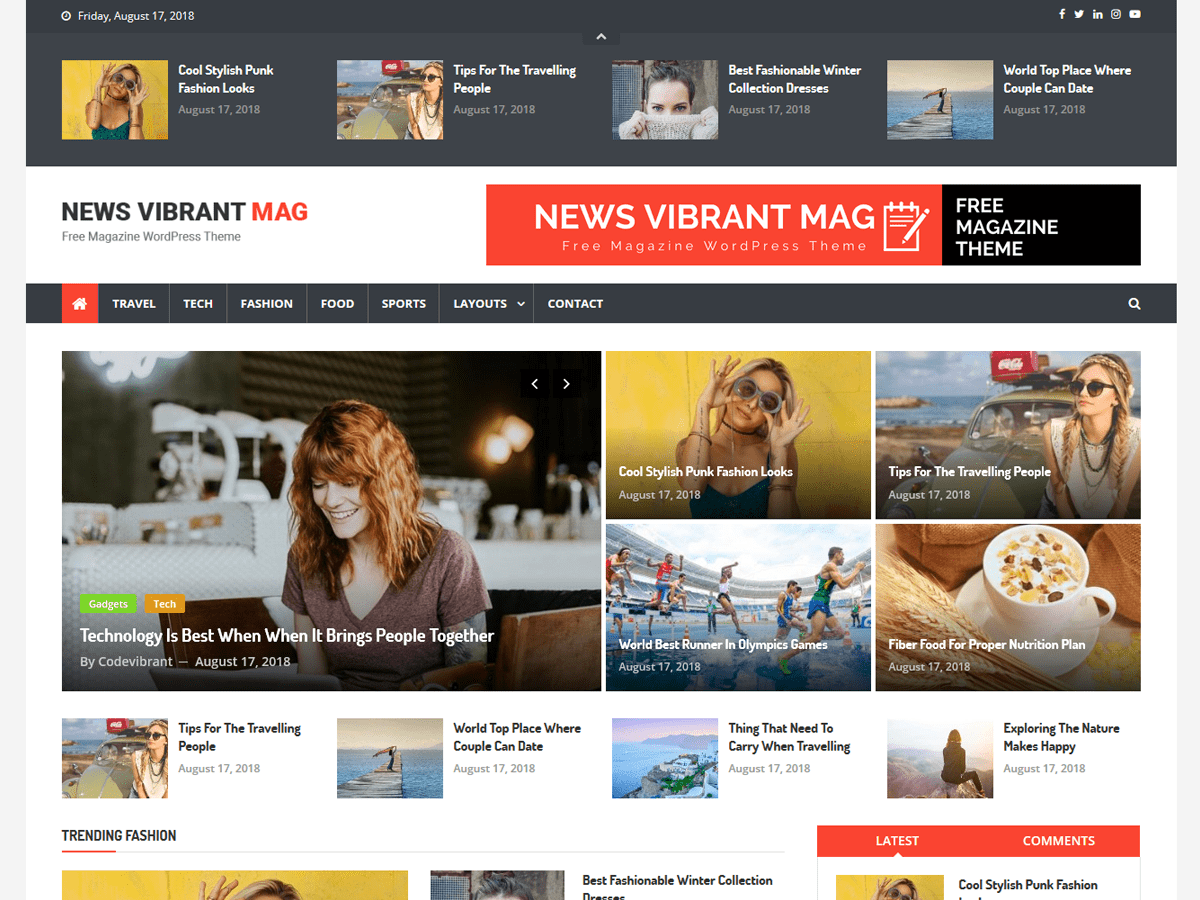 Friday, August 17, 2018
Cool Stylish Punk
Fashion Looks
August 17, 2018
Tips For The Travelling
People
August 17, 2018
Best Fashionable Winter
Collection Dresses
August 17, 2018
World Top Place Where
Couple Can Date
August 17, 2018
NEWS VIBRANT MAG
Free Magazine WordPress Theme
NEWS VIBRANT MAG
Free Magazine WordPress Theme
FREE
MAGAZINE
THEME
TRAVEL TECH FASHION FOOD SPORTS LAYOUTS CONTACT
Gadgets Tech
Technology Is Best When When It Brings People Together
By Codevibrant — August 17, 2018
Cool Stylish Punk Fashion Looks
August 17, 2018
Tips For The Travelling People
August 17, 2018
World Best Runner In Olympics Games
August 17, 2018
Fiber Food For Proper Nutrition Plan
August 17, 2018
Tips For The Travelling
People
August 17, 2018
World Top Place Where
Couple Can Date
August 17, 2018
Thing That Need To
Carry When Travelling
August 17, 2018
Exploring The Nature
Makes Happy
August 17, 2018
TRENDING FASHION
Best Fashionable Winter Collection
Dresses
LATEST COMMENTS
Cool Stylish Punk Fashion